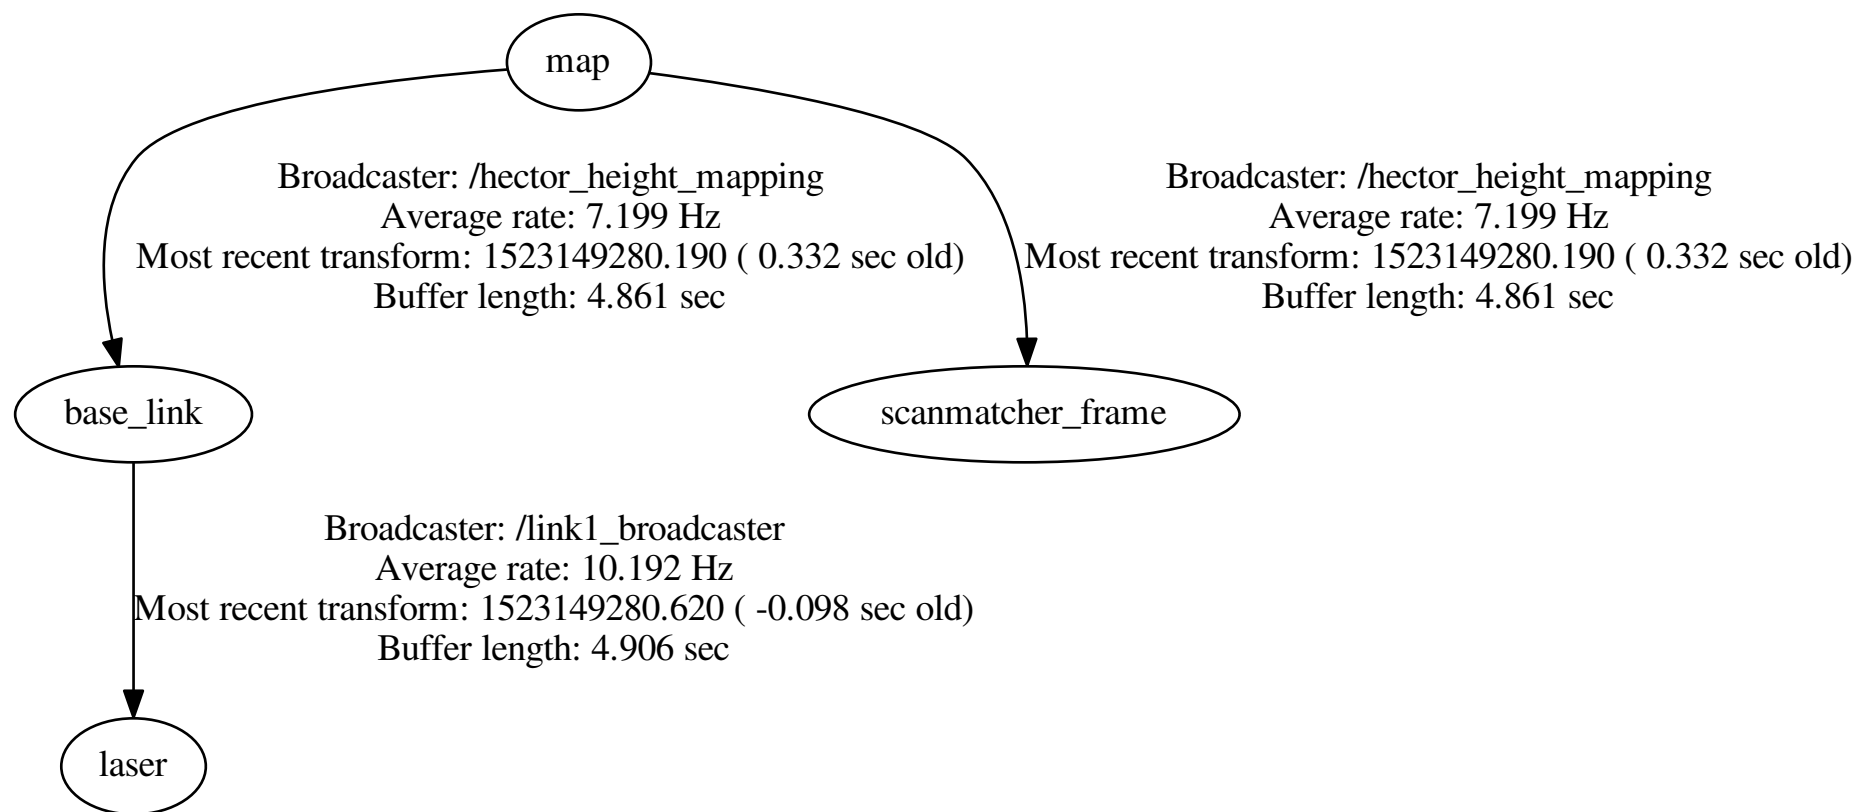 map
Broadcaster: /hector_height_mapping
Average rate: 7.199 Hz
Most recent transform: 1523149280.190 ( 0.332 sec old)
Buffer length: 4.861 sec
Broadcaster: /hector_height_mapping
Average rate: 7.199 Hz
Most recent transform: 1523149280.190 ( 0.332 sec old)
Buffer length: 4.861 sec
base_link
scanmatcher_frame
Broadcaster: /link1_broadcaster
Average rate: 10.192 Hz
Most recent transform: 1523149280.620 ( -0.098 sec old)
Buffer length: 4.906 sec
laser